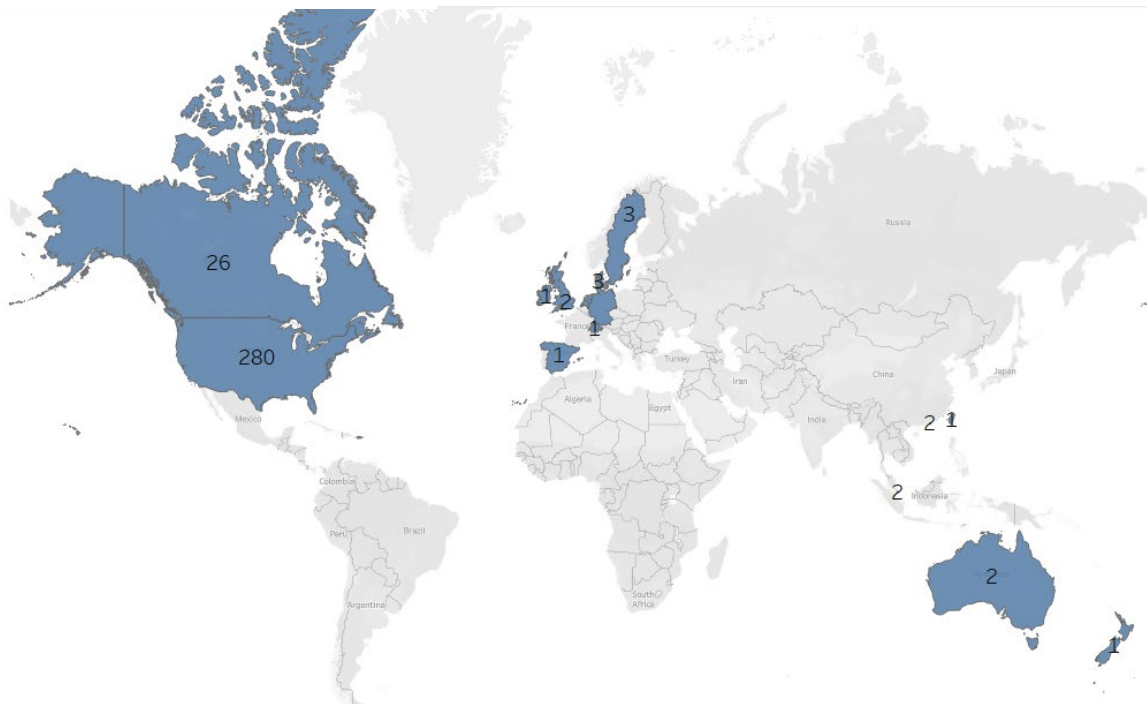 Russia
3
26
3
1
2
France
1
280
1
Turkey
China
Japan
Iran
Algeria
Egypt
India
Mexico
2
1
Colombia
2
Indonesia
Peru
Brazil
2
South
Africa
Argentina
1